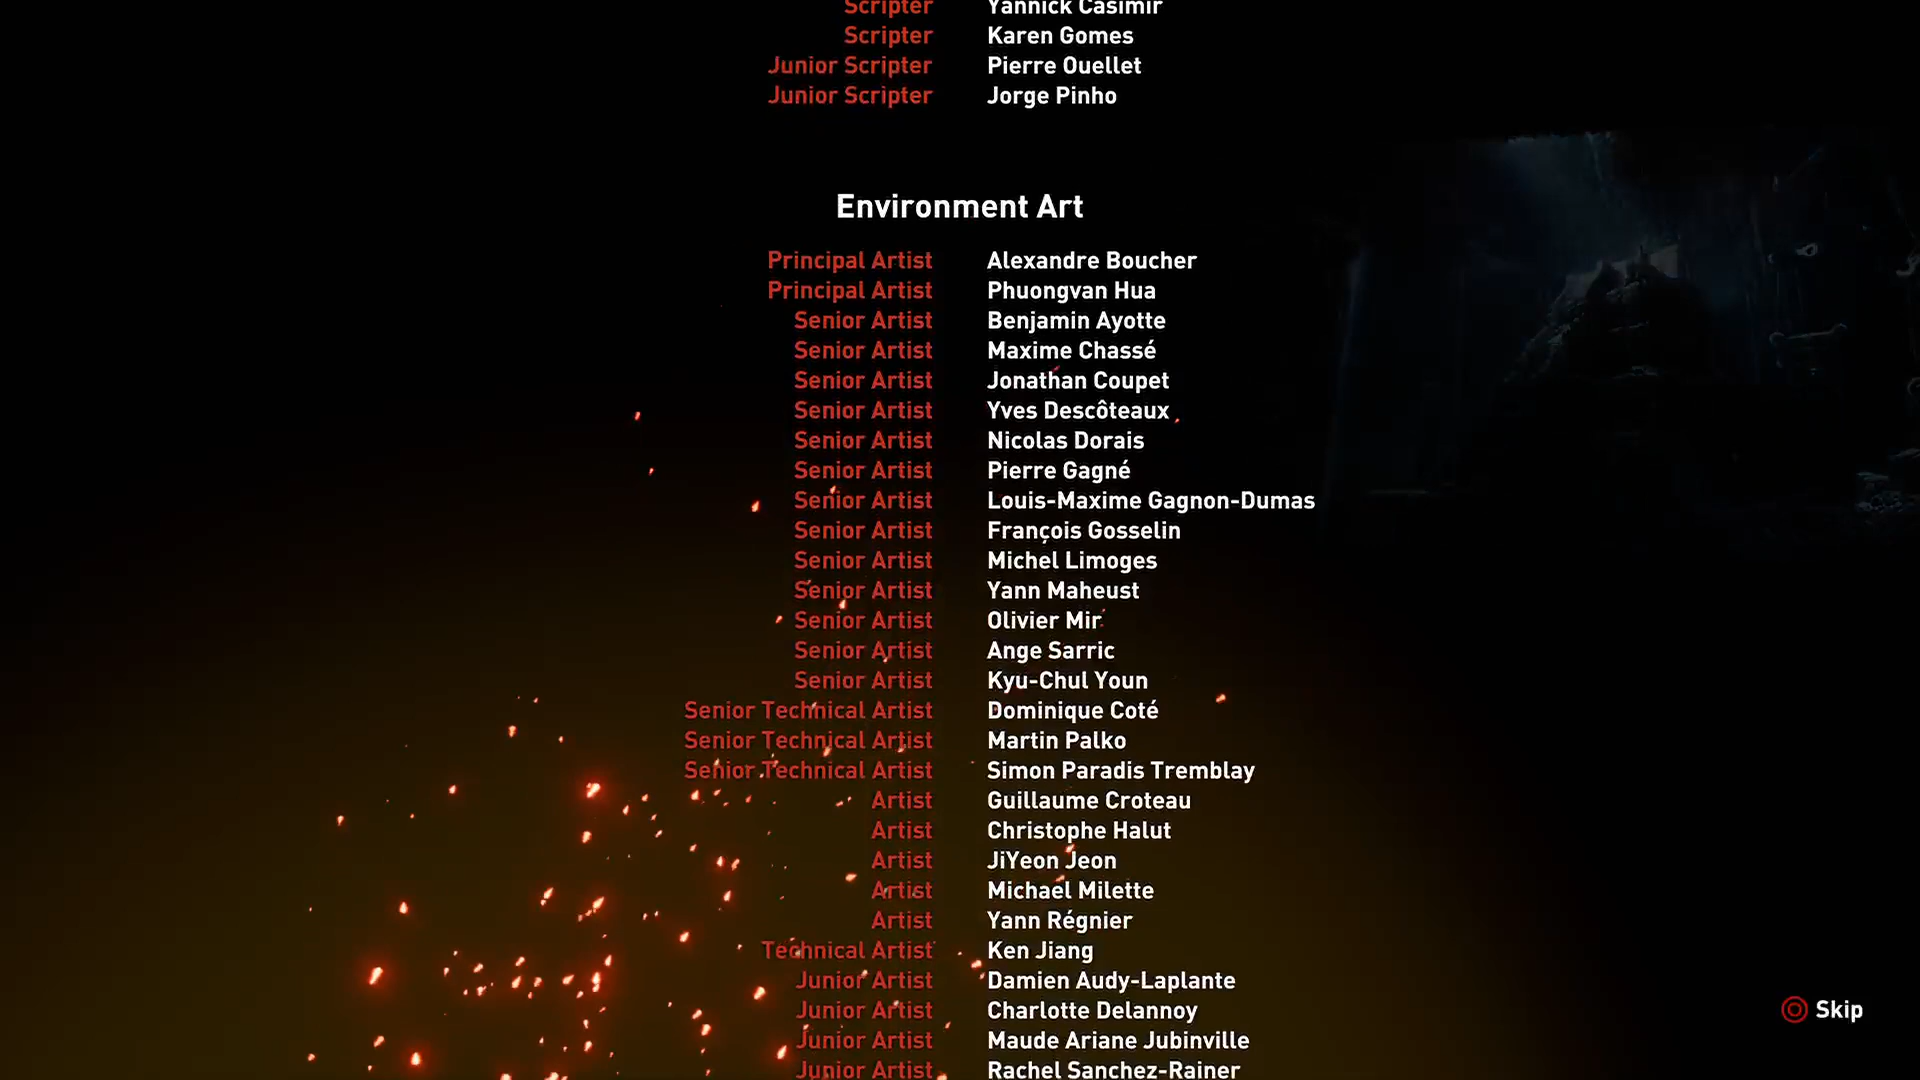 Scripter Yannick Casimir
Scripter Karen Gomes
Junior Scripter Pierre Ouellet
Junior Scripter Jorge Pinho
Environment Art
Principal Artist Alexandre Boucher
Principal Artist Phuongvan Hua
Senior Artist Benjamin Ayotte
Senior Artist Maxime Chassé
Senior Artist Jonathan Coupet
Senior Artist Yves Descôteaux
Senior Artist Nicolas Dorais
Senior Artist Pierre Gagné
Senior Artist Louis-Maxime Gagnon-Dumas
Senior Artist François Gosselin
Senior Artist Michel Limoges
Senior Artist Yann Maheust
Senior Artist Olivier Mir
Senior Artist Ange Sarric
Senior Artist Kyu-Chul Youn
Senior Technical Artist Dominique Coté
Senior Technical Artist Martin Palko
Senior Technical Artist Simon Paradis Tremblay
Artist Guillaume Croteau
Artist Christophe Halut
Artist JiYeon Jeon
Artist Michael Milette
Artist Yann Régnier
Technical Artist Ken Jiang
Junior Artist Damien Audy-Laplante
Junior Artist Charlotte Delannoy
Junior Artist Maude Ariane Jubinville
Junior Artist Rachel Sanchez-Rainer
Skip